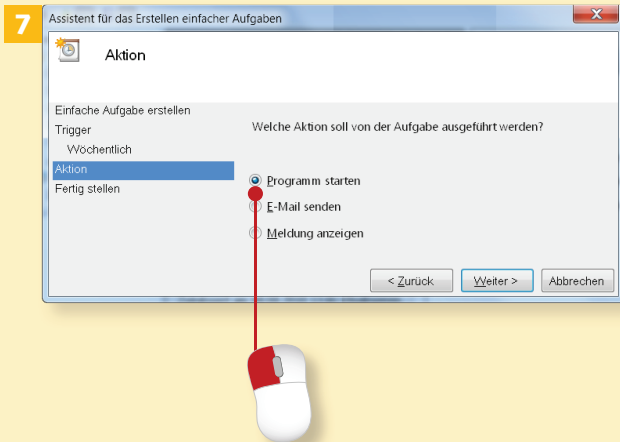 7
Assistent für das Erstellen einfacher Aufgaben
Aktion
Einfache Aufgabe erstellen
Trigger
Wöchentlich
Aktion
Fertig stellen
Welche Aktion soll von der Aufgabe ausgeführt werden?
Programm starten
E-Mail senden
Meldung anzeigen
< Zurück
Weiter >
Abbrechen